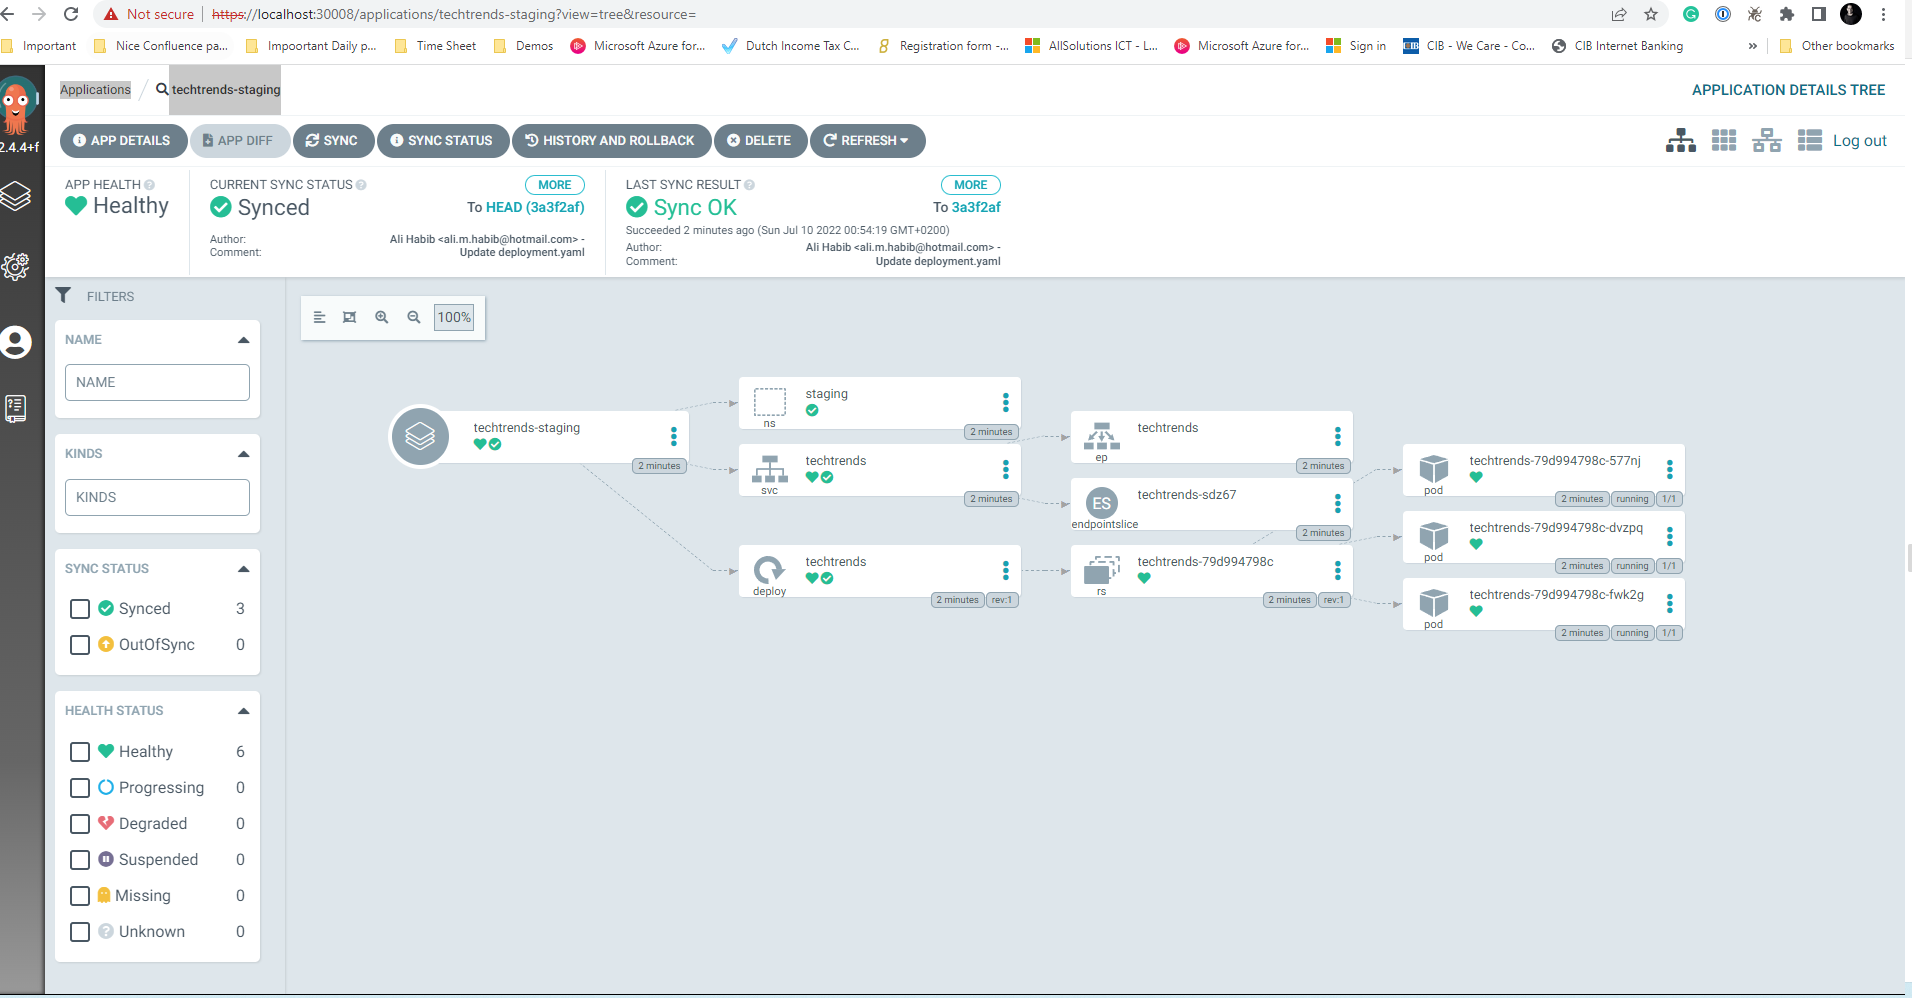 Not secure https://localhost:30008/applications/techtrends-staging?view=tree&resource=
Important Nice Confluence pa... Impoortant Daily p... Time Sheet Demos Microsoft Azure for... Dutch Income Tax C... Registration form -... AllSolutions ICT - L... Microsoft Azure for... Sign in CIB - We Care - Co... CIB Internet Banking » Other bookmarks
Applications / techtrends-staging APPLICATION DETAILS TREE
2.4.4+f
APP DETAILS APP DIFF SYNC SYNC STATUS HISTORY AND ROLLBACK DELETE REFRESH Log out
APP HEALTH
Healthy
CURRENT SYNC STATUS MORE
Synced To HEAD (3a3f2af)
Author: Ali Habib <ali.m.habib@hotmail.com> -
Comment: Update deployment.yaml
LAST SYNC RESULT MORE
Sync OK To 3a3f2af
Succeeded 2 minutes ago (Sun Jul 10 2022 00:54:19 GMT+0200)
Author: Ali Habib <ali.m.habib@hotmail.com> -
Comment: Update deployment.yaml
FILTERS
NAME
NAME
KINDS
KINDS
SYNC STATUS
Synced 3
OutOfSync 0
HEALTH STATUS
Healthy 6
Progressing 0
Degraded 0
Suspended 0
Missing 0
Unknown 0
100%
techtrends-staging
2 minutes
staging
ns
2 minutes
techtrends
svc
2 minutes
techtrends
deploy
2 minutes rev:1
techtrends
ep
2 minutes
ES
techtrends-sdz67
endpointslice
2 minutes
techtrends-79d994798c
rs
2 minutes rev:1
techtrends-79d994798c-577nj
pod
2 minutes running 1/1
techtrends-79d994798c-dvzpq
pod
2 minutes running 1/1
techtrends-79d994798c-fwk2g
pod
2 minutes running 1/1